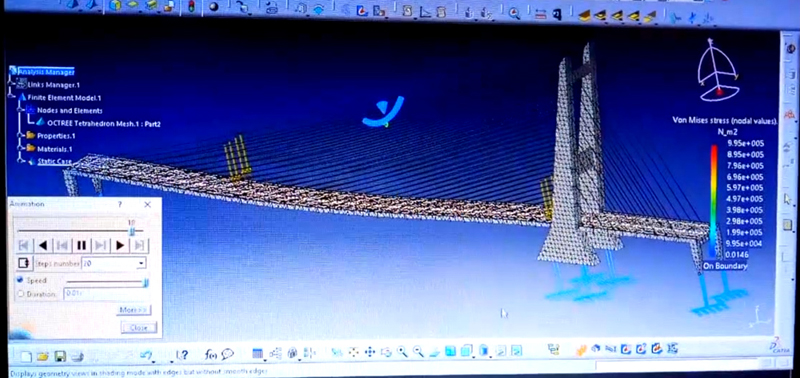 Analysis Manager
Links Manager.1
Finite Element Model.1
Nodes and Elements
OCTREE Tetrahedron Mesh.1 : Part2
Properties.1
Materials.1
Static Case
Animation
? X
Steps number 20
Speed
Duration:
More>>
Close
Von Mises stress (nodal values).
N_m2
9.95e+005
8.95e+005
7.96e+005
6.96e+005
5.97e+005
4.97e+005
3.98e+005
2.98e+005
1.99e+005
9.95e+004
0.0146
On Boundary
Displays geometry views in shading mode with edges but without smooth edges